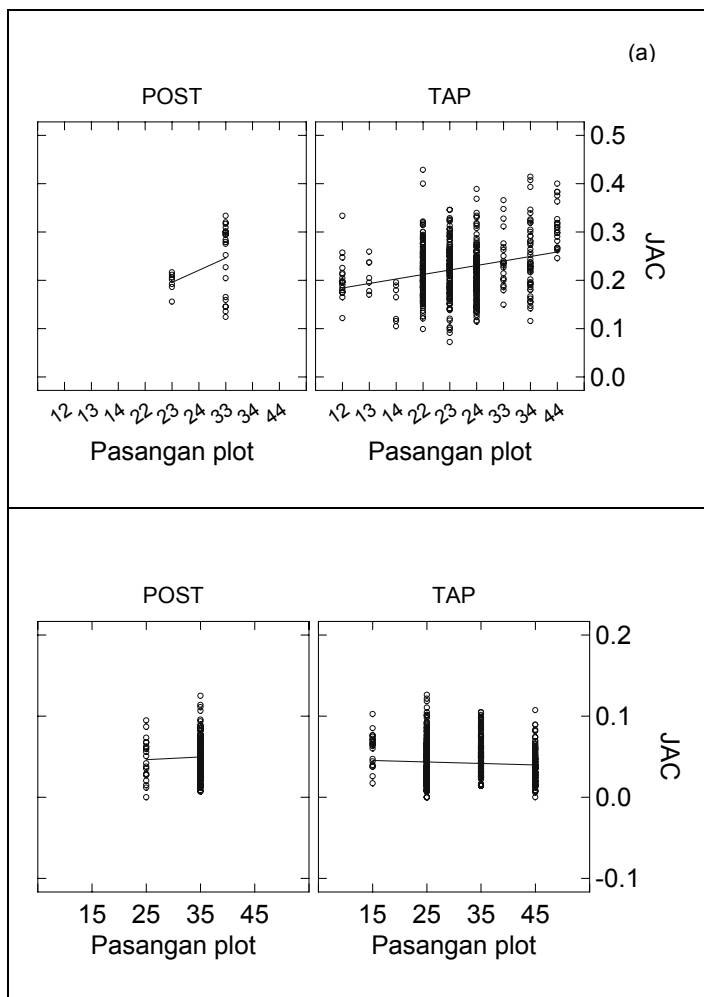 (a)
POST TAP
0.5
0.4
0.3
0.2
0.1
0.0
JAC
12 13 14 22 23 24 33 34 44 12 13 14 22 23 24 33 34 44
Pasangan plot Pasangan plot
POST TAP
0.2
0.1
0.0
-0.1
JAC
15 25 35 45 15 25 35 45
Pasangan plot Pasangan plot